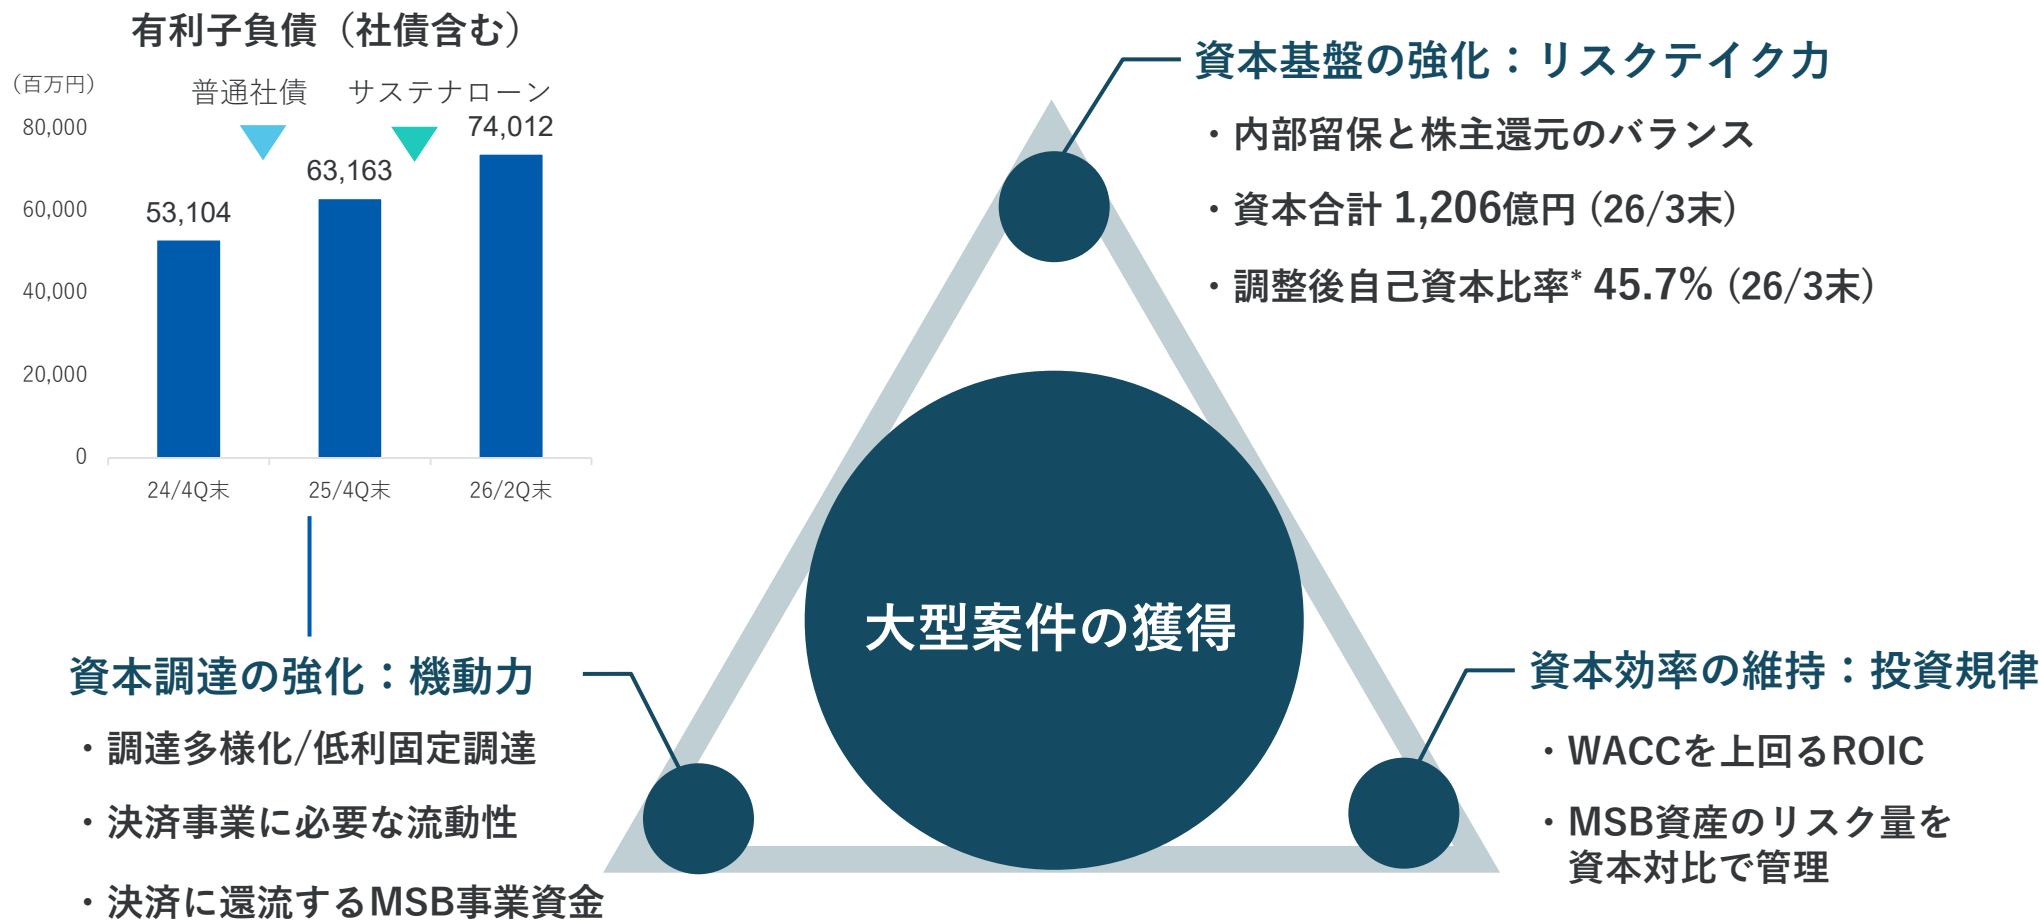 有利子負債（社債含む）
（百万円）
普通社債
サステナローン
80,000
60,000
40,000
20,000
0
53,104
63,163
74,012
24/4Q末
25/4Q末
26/2Q末
資本基盤の強化：リスクテイク力
・内部留保と株主還元のバランス
・資本合計 1,206億円 (26/3末)
・調整後自己資本比率* 45.7% (26/3末)
大型案件の獲得
資本調達の強化：機動力
・調達多様化/低利固定調達
・決済事業に必要な流動性
・決済に還流するMSB事業資金
資本効率の維持：投資規律
・WACCを上回るROIC
・MSB資産のリスク量を
資本対比で管理